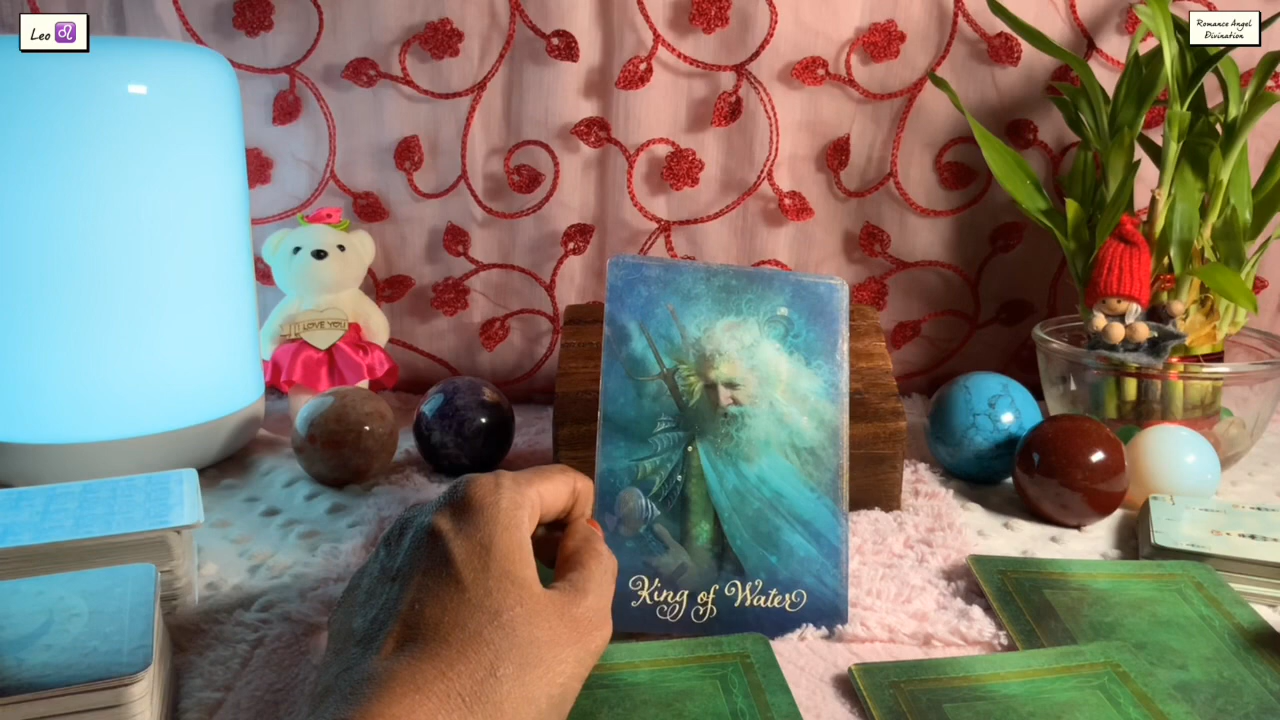 Leo ♌
Romance Angel
Divination
I LOVE YOU
King of Water